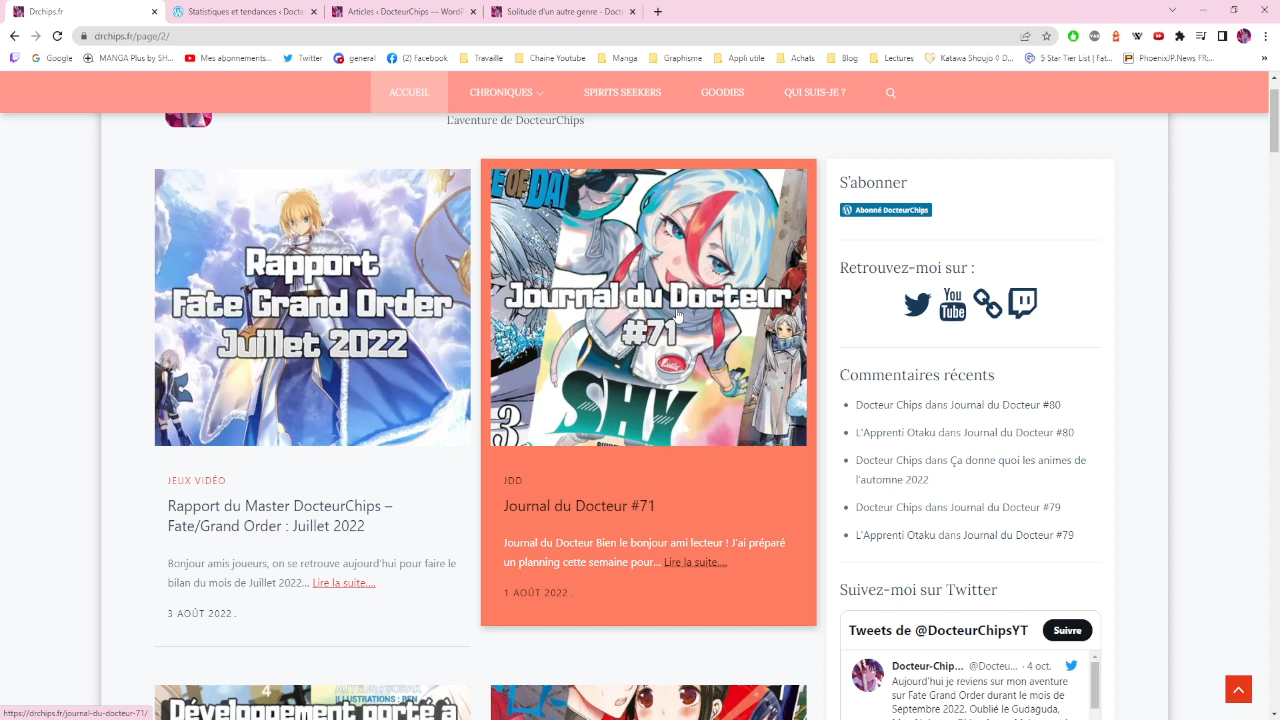 Drchips.fr
Statistiques et tendances ‹ Docte
Articles ‹ DocteurChips — WordPr
Solitude d'un autre genre - Docte
drchips.fr/page/2/
Google
MANGA Plus by SH...
Mes abonnements...
Twitter
general
(2) Facebook
Travaille
Chaine Youtube
Manga
Graphisme
Appli utile
Achats
Blog
Lectures
Katawa Shoujo ◊ D...
5 Star Tier List | Fat...
PhoenixJP.News FR,...
»
ACCUEIL
CHRONIQUES
SPIRITS SEEKERS
GOODIES
QUI SUIS-JE ?
L'aventure de DocteurChips
Rapport
Fate Grand Order
Juillet 2022
JEUX VIDÉO
Rapport du Master DocteurChips –
Fate/Grand Order : Juillet 2022
Bonjour amis joueurs, on se retrouve aujourd'hui pour faire le
bilan du mois de Juillet 2022... Lire la suite....
3 AOÛT 2022 .
Journal du Docteur
#71
SHY
3
JDD
Journal du Docteur #71
Journal du Docteur Bien le bonjour ami lecteur ! J'ai préparé
un planning cette semaine pour... Lire la suite....
1 AOÛT 2022 .
S'abonner
Abonné DocteurChips
Retrouvez-moi sur :
You
Tube
Commentaires récents
Docteur Chips dans Journal du Docteur #80
L'Apprenti Otaku dans Journal du Docteur #80
Docteur Chips dans Ça donne quoi les animes de
l'automne 2022
Docteur Chips dans Journal du Docteur #79
L'Apprenti Otaku dans Journal du Docteur #79
Suivez-moi sur Twitter
Tweets de @DocteurChipsYT
Suivre
Docteur-Chip... @Docteu... · 4 oct.
Aujourd'hui je reviens sur mon aventure
sur Fate Grand Order durant le mois de
Septembre 2022. Oublié le Gudaguda,
Développement porté à
https://drchips.fr/journal-du-docteur-71/